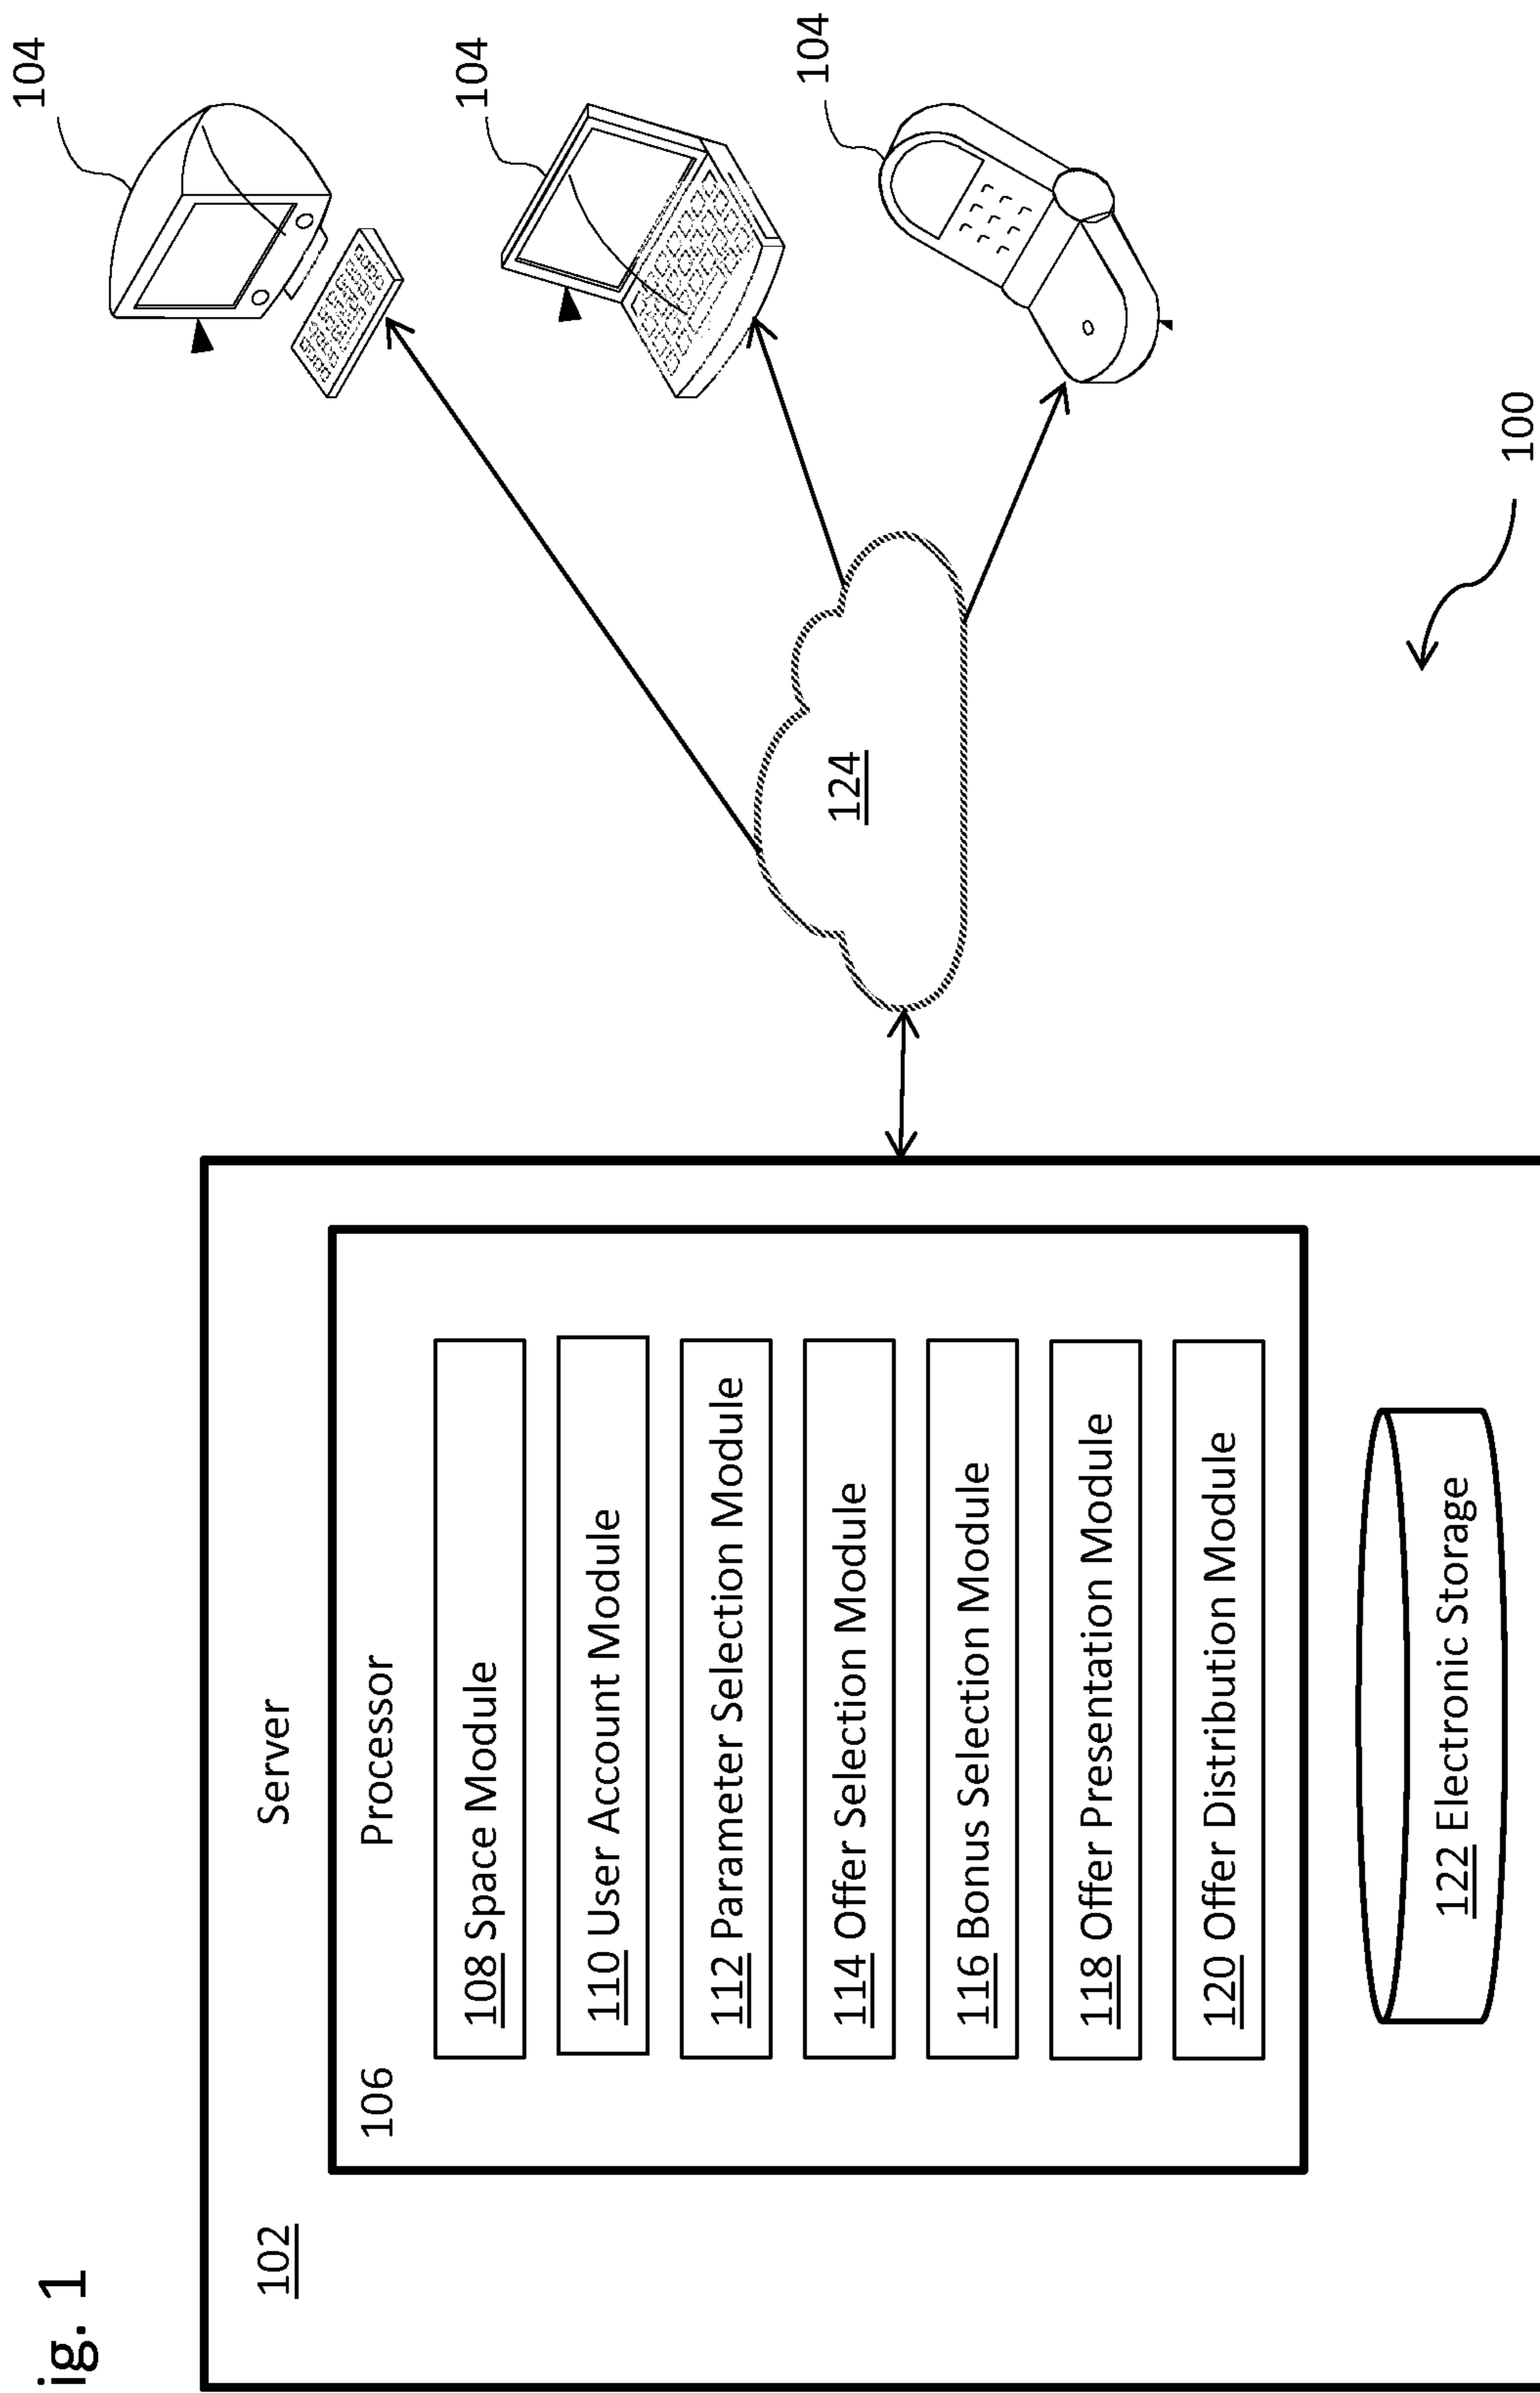 ig. 1
102
Server
106
Processor
108 Space Module
110 User Account Module
112 Parameter Selection Module
114 Offer Selection Module
116 Bonus Selection Module
118 Offer Presentation Module
120 Offer Distribution Module
122 Electronic Storage
124
104
104
104
100